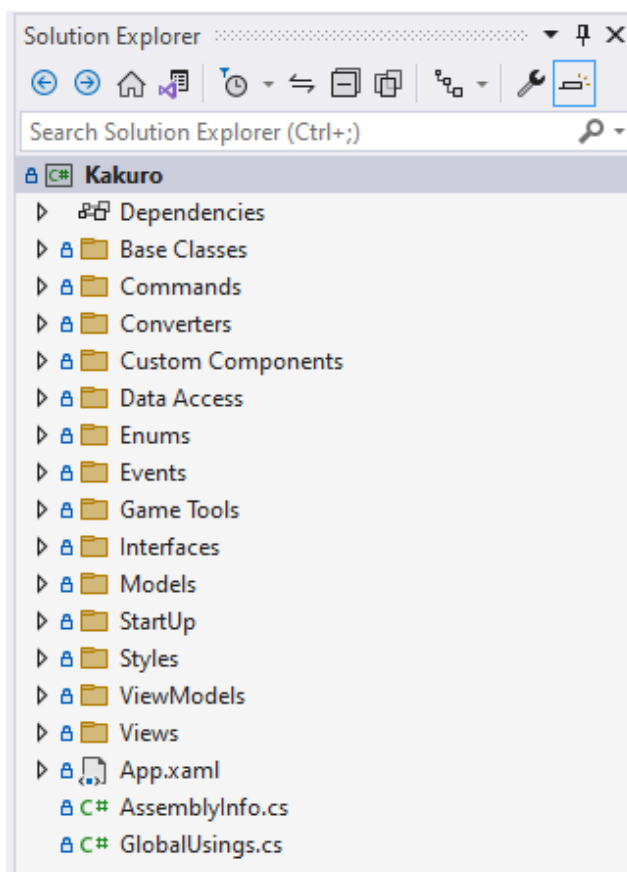 Solution Explorer
Search Solution Explorer (Ctrl+;)
C# Kakuro
Dependencies
Base Classes
Commands
Converters
Custom Components
Data Access
Enums
Events
Game Tools
Interfaces
Models
StartUp
Styles
ViewModels
Views
App.xaml
C# AssemblyInfo.cs
C# GlobalUsings.cs